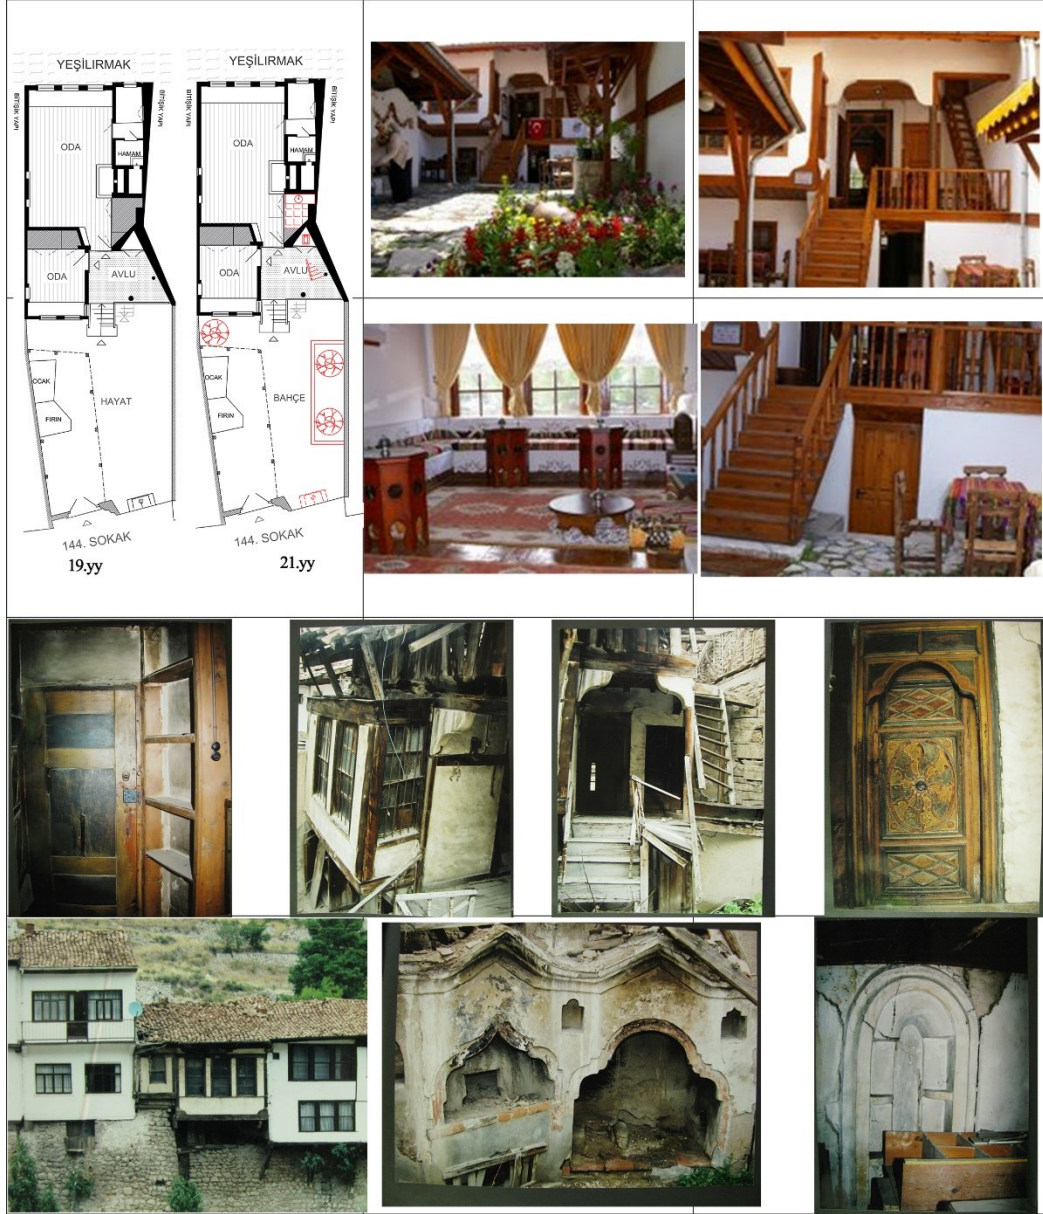 YEŞİLIRMAK
BİTİŞİK YAPI
BİTİŞİK YAPI
ODA
HAMAM
ODA
AVLU
OCAK
FIRIN
HAYAT
144. SOKAK
19.yy
YEŞİLIRMAK
BİTİŞİK YAPI
BİTİŞİK YAPI
ODA
HAMAM
ODA
AVLU
OCAK
FIRIN
BAHÇE
144. SOKAK
21.yy